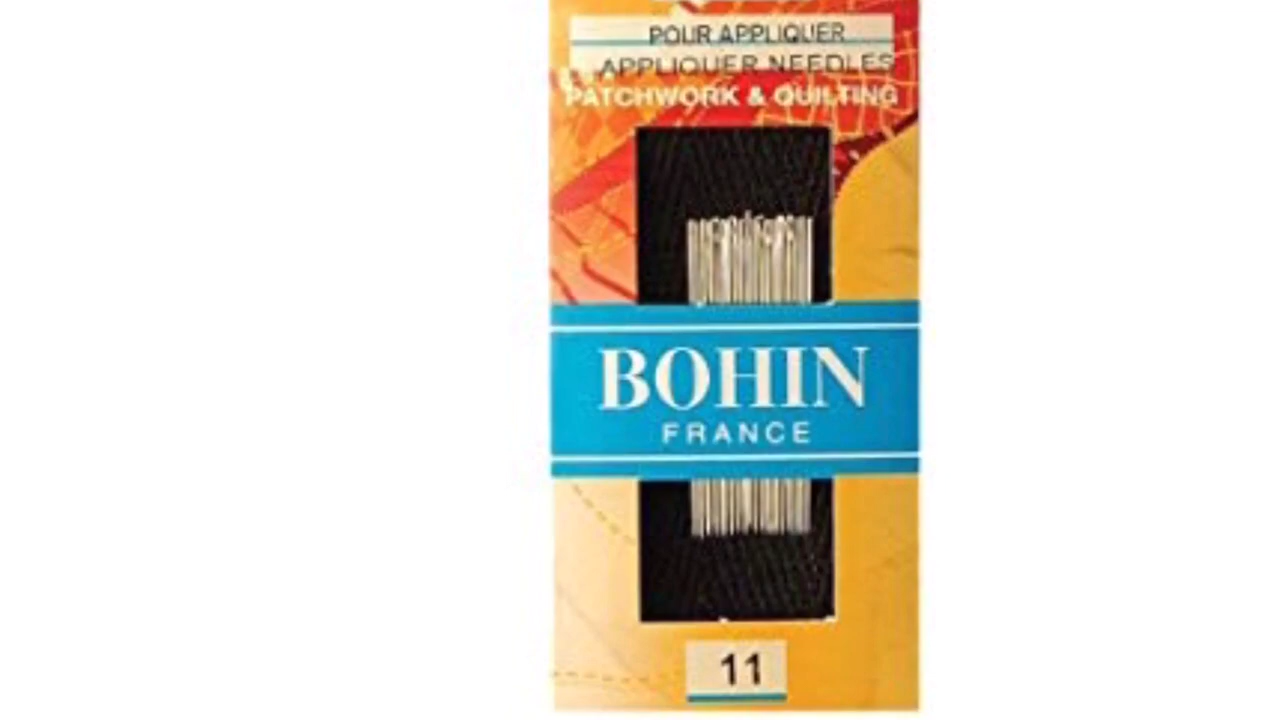 POUR APPLIQUER
APPLIQUER NEEDLES
PATCHWORK & QUILTING
BOHIN
FRANCE
11